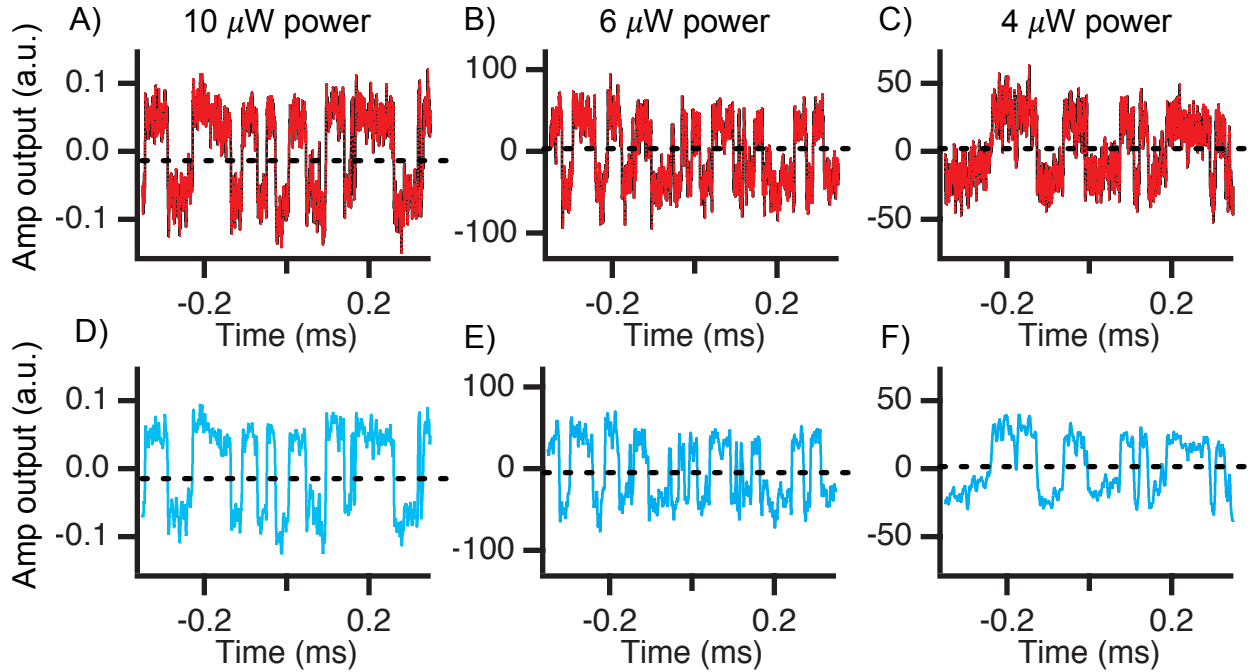 A) 10 μW power
B) 6 μW power
C) 4 μW power
Amp output (a.u.)
0.1
0.0
-0.1
100
0
-100
50
0
-50
-0.2 0.2
-0.2 0.2
-0.2 0.2
Time (ms)
Time (ms)
Time (ms)
D)
E)
F)
Amp output (a.u.)
0.1
0.0
-0.1
100
0
-100
50
0
-50
-0.2 0.2
-0.2 0.2
-0.2 0.2
Time (ms)
Time (ms)
Time (ms)